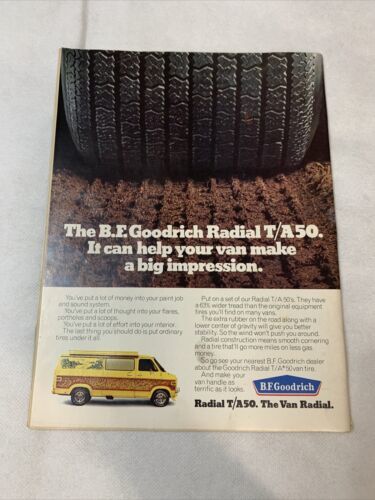 The B.F. Goodrich Radial T/A 50.
It can help your van make
a big impression.
You've put a lot of money into your paint job
and sound system.
You've put a lot of thought into your flares,
portholes and scoops.
You've put a lot of effort into your interior.
The last thing you should do is put ordinary
tires under it all.
Put on a set of our Radial T/A 50's. They have
a 63% wider tread than the original equipment
tires you'll find on many vans.
The extra rubber on the road along with a
lower center of gravity will give you better
stability. So the wind won't push you around.
Radial construction means smooth cornering
and a tire that'll go more miles on less gas
money.
So go see your nearest B.F. Goodrich dealer
about the Goodrich Radial T/A® 50 van tire.
And make your
van handle as
terrific as it looks.
B.F.Goodrich
Radial T/A50. The Van Radial.